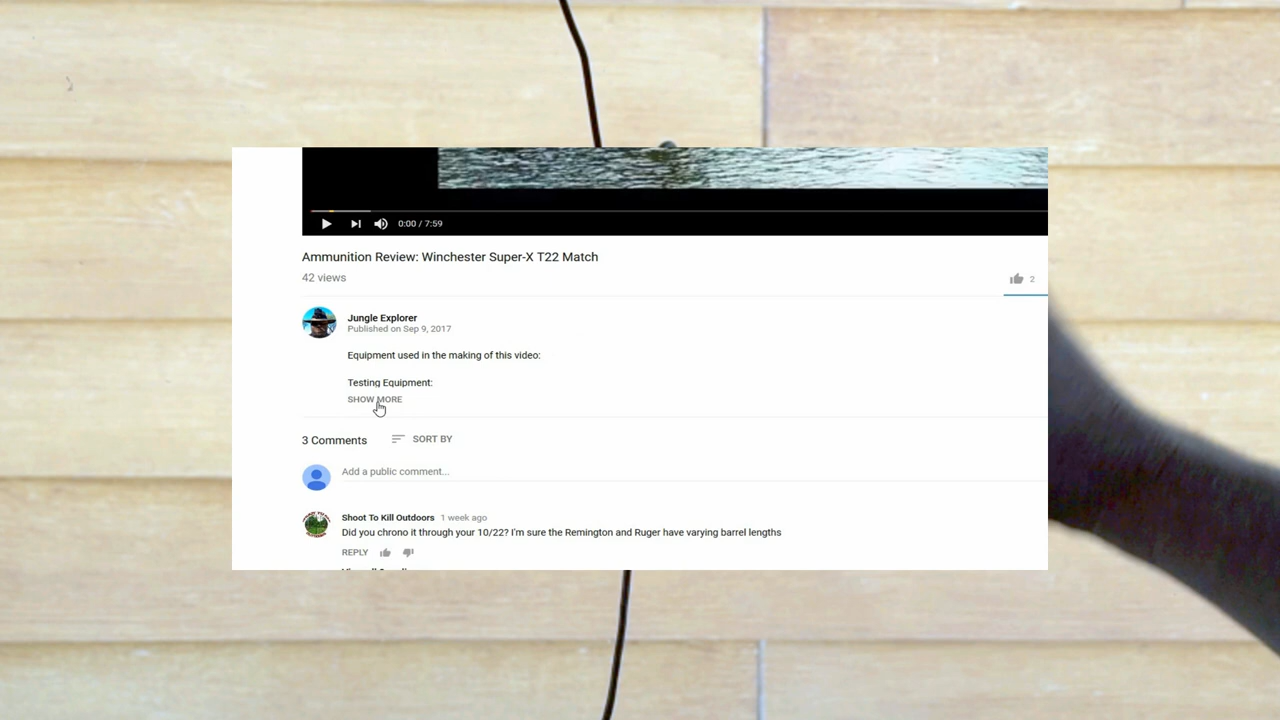 0:00 / 7:59
Ammunition Review: Winchester Super-X T22 Match
42 views
2
Jungle Explorer
Published on Sep 9, 2017
Equipment used in the making of this video:
Testing Equipment:
SHOW MORE
3 Comments
SORT BY
Add a public comment...
Shoot To Kill Outdoors 1 week ago
Did you chrono it through your 10/22? I'm sure the Remington and Ruger have varying barrel lengths
REPLY